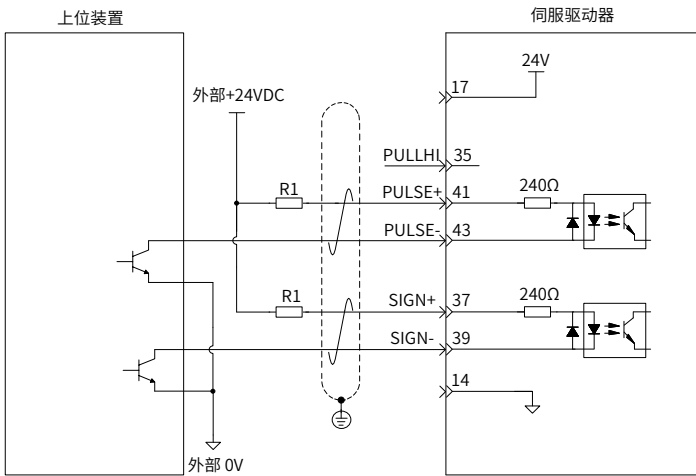 上位装置
伺服驱动器
24V
17
外部+24VDC
PULLHI 35
R1
PULSE+ 41
240Ω
PULSE- 43
R1
SIGN+ 37
240Ω
SIGN- 39
14
外部 0V